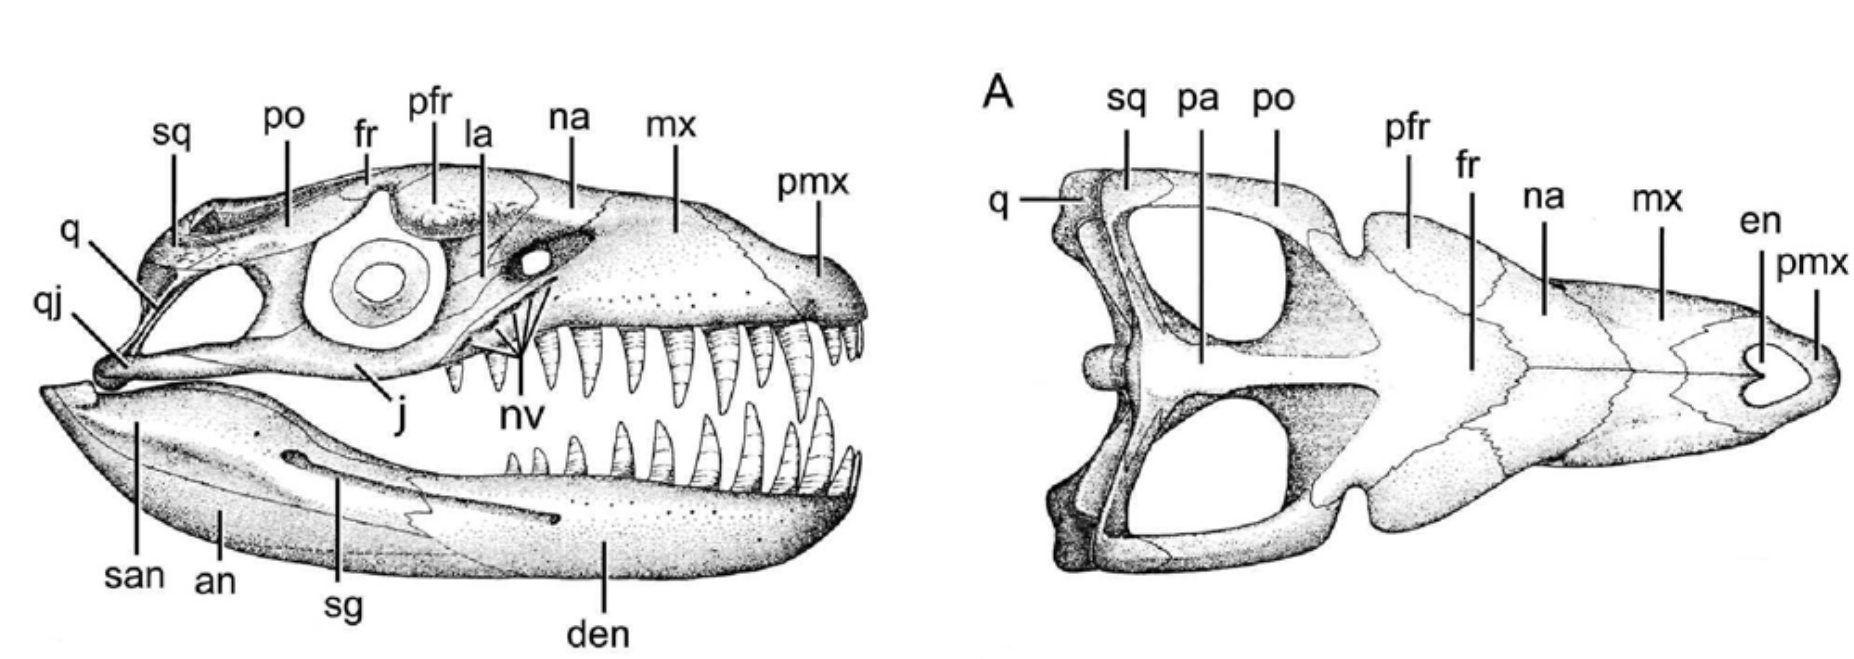 sq po fr pfr la na mx pmx
q
qj
j nv
san an sg den
A
sq pa po pfr fr na mx en pmx
q